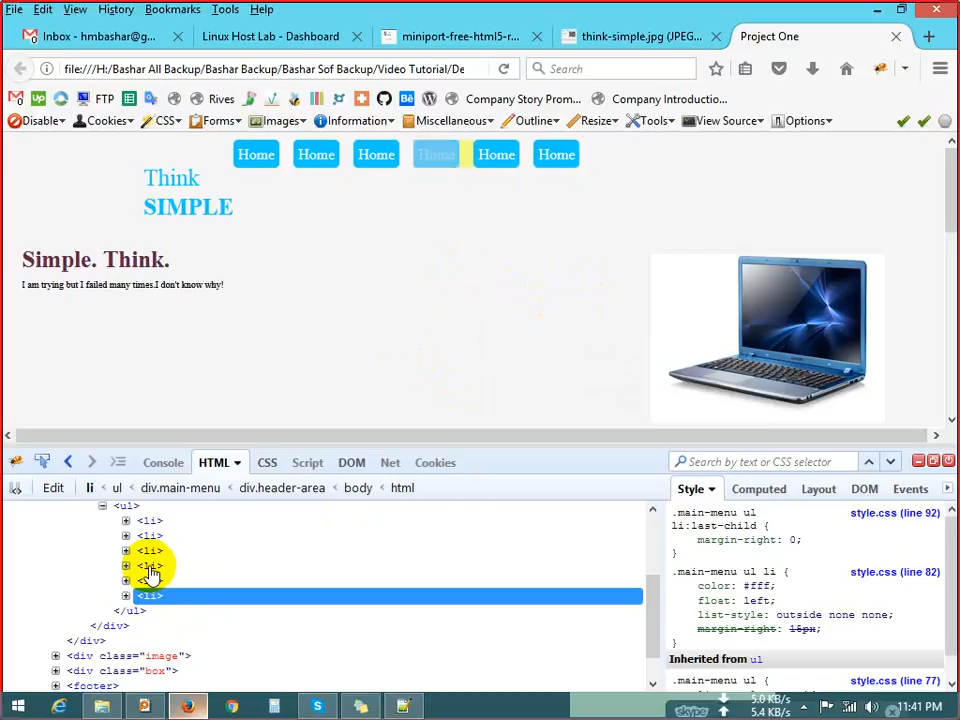 File Edit View History Bookmarks Tools Help
Inbox - hmbashar@g... Linux Host Lab - Dashboard miniport-free-html5-r... think-simple.jpg (JPEG... Project One
file:///H:/Bashar All Backup/Bashar Backup/Bashar Sof Backup/Video Tutorial/De Search
FTP Rives Company Story Prom... Company Introductio...
Disable Cookies CSS Forms Images Information Miscellaneous Outline Resize Tools View Source Options
Home Home Home Home Home Home
Think
SIMPLE
Simple. Think.
I am trying but I failed many times.I don't know why!
Console HTML CSS Script DOM Net Cookies Search by text or CSS selector
Edit li < ul < div.main-menu < div.header-area < body < html
Style Computed Layout DOM Events
<ul>
<li>
<li>
<li>
<li>
<li>
</ul>
</div>
</div>
<div class="image">
<div class="box">
<footer>
.main-menu ul style.css (line 92)
li:last-child {
margin-right: 0;
}
.main-menu ul li { style.css (line 82)
color: #fff;
float: left;
list-style: outside none none;
margin-right: 15px;
}
Inherited from ul
.main-menu ul { style.css (line 77)
skype 5.0 KB/s
5.4 KB/s
11:41 PM